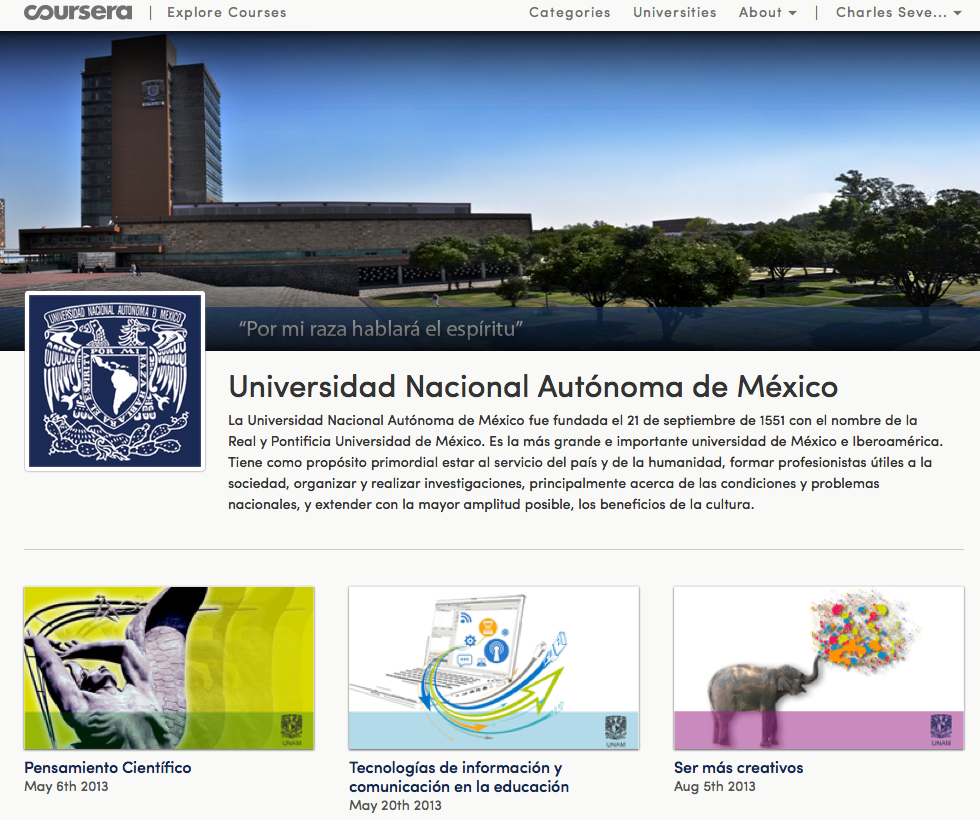 coursera | Explore Courses Categories Universities About | Charles Seve...
“Por mi raza hablará el espíritu”
UNIVERSIDAD NACIONAL AUTONOMA D MEXICO
POR MI RAZA HABLARA EL ESPIRITU
Universidad Nacional Autónoma de México
La Universidad Nacional Autónoma de México fue fundada el 21 de septiembre de 1551 con el nombre de la
Real y Pontificia Universidad de México. Es la más grande e importante universidad de México e Iberoamérica.
Tiene como propósito primordial estar al servicio del país y de la humanidad, formar profesionistas útiles a la
sociedad, organizar y realizar investigaciones, principalmente acerca de las condiciones y problemas
nacionales, y extender con la mayor amplitud posible, los beneficios de la cultura.
UNAM
UNAM
UNAM
Pensamiento Científico
May 6th 2013
Tecnologías de información y
comunicación en la educación
May 20th 2013
Ser más creativos
Aug 5th 2013